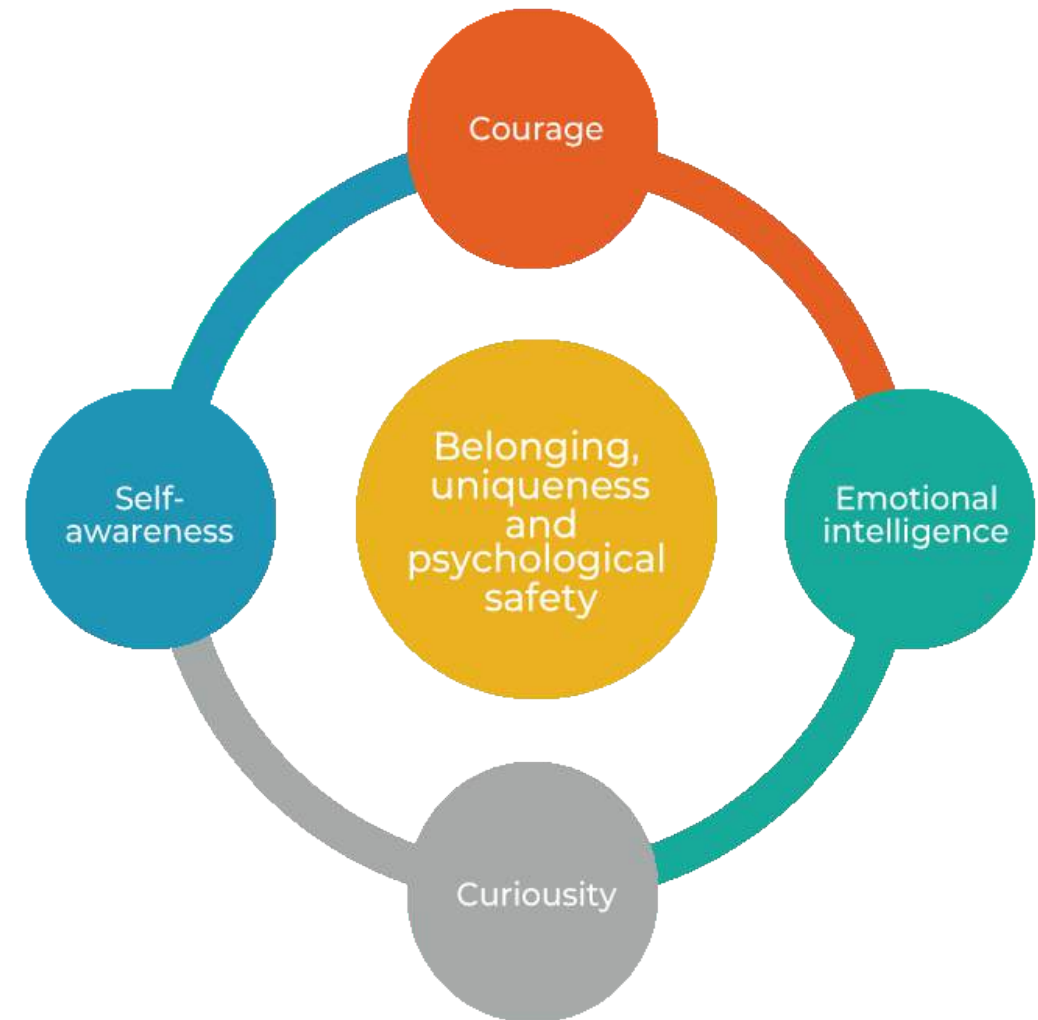 Courage
Self-
awareness
Belonging,
uniqueness
and
psychological
safety
Emotional
intelligence
Curiousity